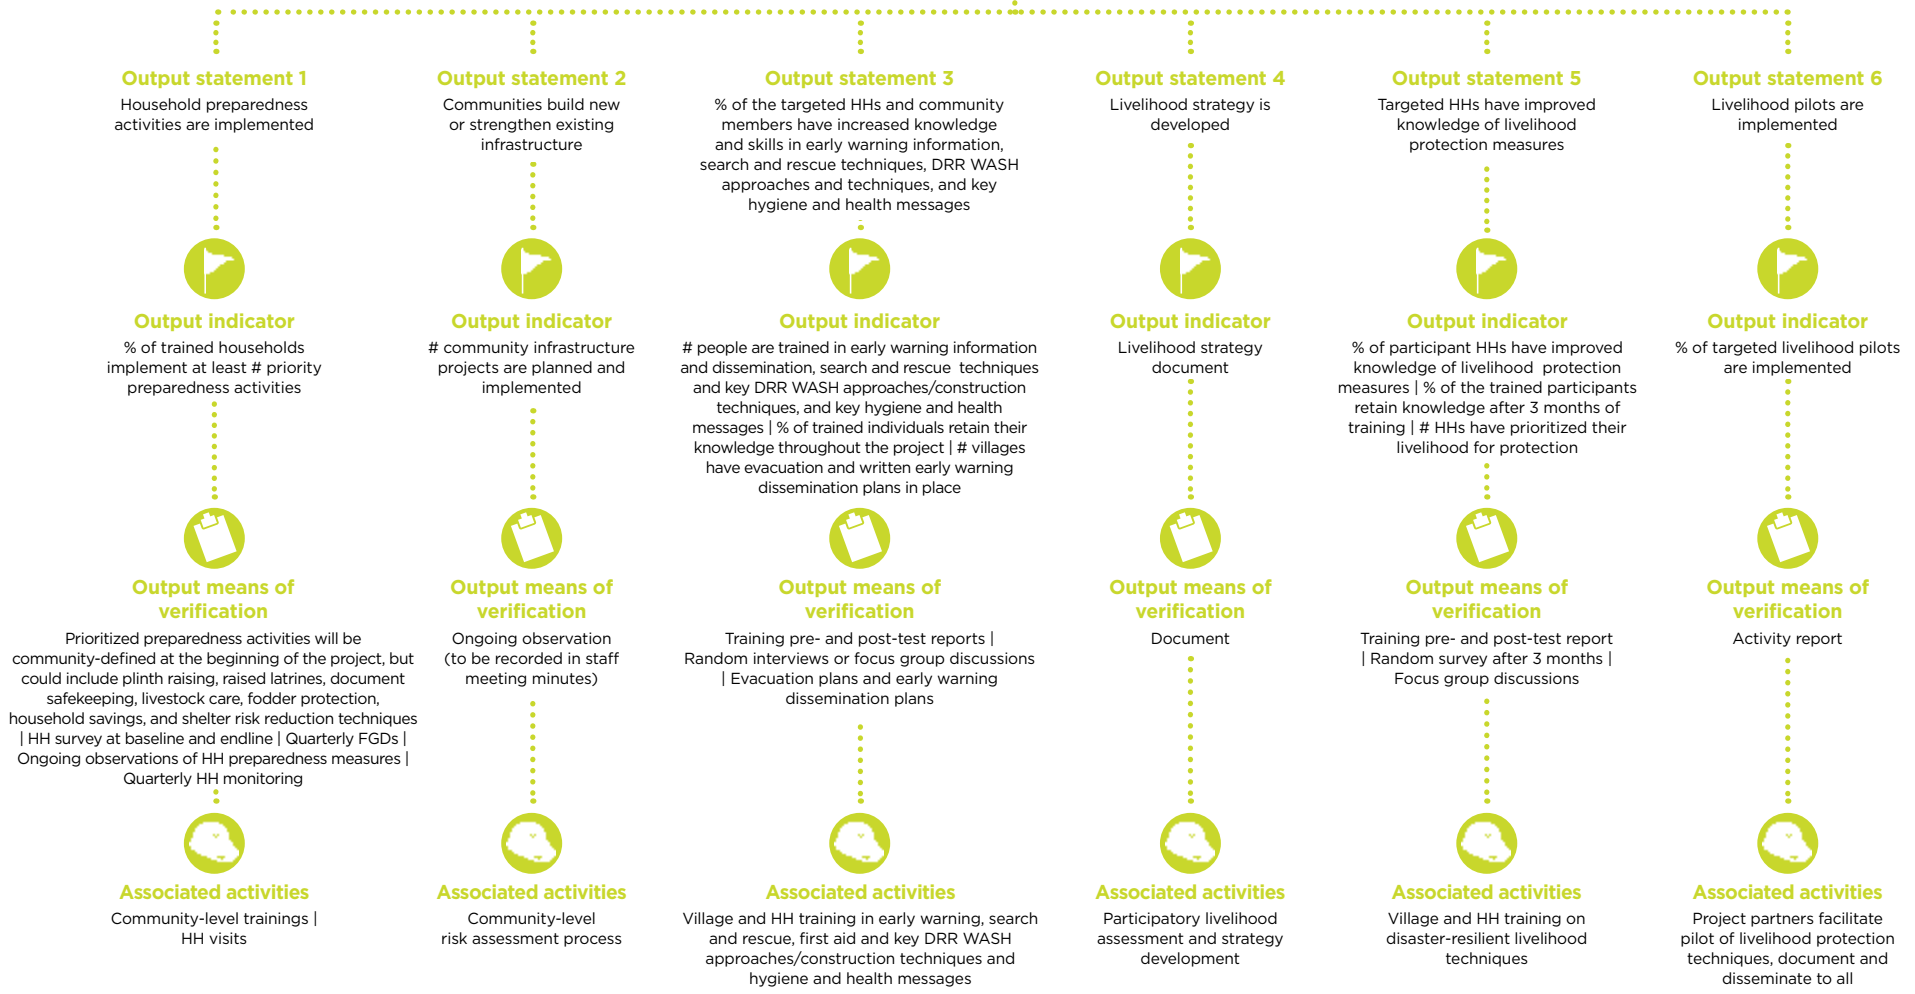 Output statement 1
Household preparedness
activities are implemented
Output indicator
% of trained households
implement at least # priority
preparedness activities
Output means of
verification
Prioritized preparedness activities will be
community-defined at the beginning of the project, but
could include plinth raising, raised latrines, document
safekeeping, livestock care, fodder protection,
household savings, and shelter risk reduction techniques
| HH survey at baseline and endline | Quarterly FGDs |
Ongoing observations of HH preparedness measures |
Quarterly HH monitoring
Associated activities
Community-level trainings |
HH visits
Output statement 2
Communities build new
or strengthen existing
infrastructure
Output indicator
# community infrastructure
projects are planned and
implemented
Output means of
verification
Ongoing observation
(to be recorded in staff
meeting minutes)
Associated activities
Community-level
risk assessment process
Output statement 3
% of the targeted HHs and community
members have increased knowledge
and skills in early warning information,
search and rescue techniques, DRR WASH
approaches and techniques, and key
hygiene and health messages
Output indicator
# people are trained in early warning information
and dissemination, search and rescue techniques
and key DRR WASH approaches/construction
techniques, and key hygiene and health
messages | % of trained individuals retain their
knowledge throughout the project | # villages
have evacuation and written early warning
dissemination plans in place
Output means of
verification
Training pre- and post-test reports |
Random interviews or focus group discussions
| Evacuation plans and early warning
dissemination plans
Associated activities
Village and HH training in early warning, search
and rescue, first aid and key DRR WASH
approaches/construction techniques and
hygiene and health messages
Output statement 4
Livelihood strategy is
developed
Output indicator
Livelihood strategy
document
Output means of
verification
Document
Associated activities
Participatory livelihood
assessment and strategy
development
Output statement 5
Targeted HHs have improved
knowledge of livelihood
protection measures
Output indicator
% of participant HHs have improved
knowledge of livelihood protection
measures | % of the trained participants
retain knowledge after 3 months of
training | # HHs have prioritized their
livelihood for protection
Output means of
verification
Training pre- and post-test report
| Random survey after 3 months |
Focus group discussions
Associated activities
Village and HH training on
disaster-resilient livelihood
techniques
Output statement 6
Livelihood pilots are
implemented
Output indicator
% of targeted livelihood pilots
are implemented
Output means of
verification
Activity report
Associated activities
Project partners facilitate
pilot of livelihood protection
techniques, document and
disseminate to all